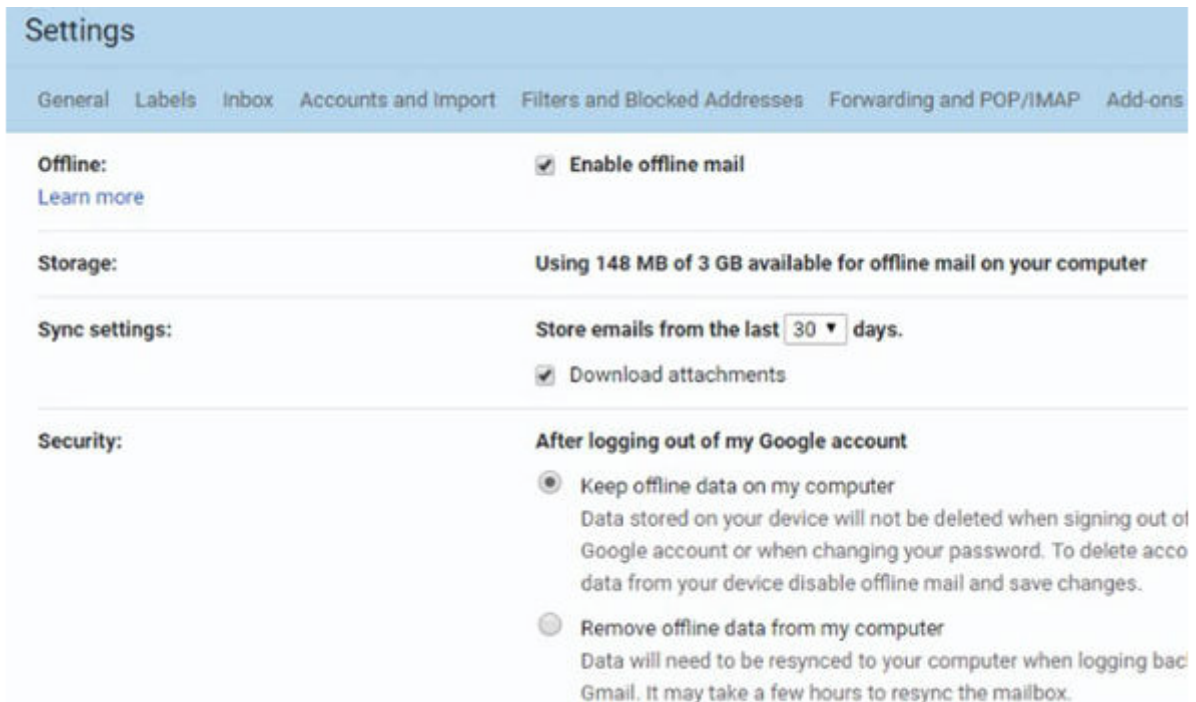 Settings
General Labels Inbox Accounts and Import Filters and Blocked Addresses Forwarding and POP/IMAP Add-ons
Offline: Enable offline mail
Learn more
Storage: Using 148 MB of 3 GB available for offline mail on your computer
Sync settings: Store emails from the last 30 days.
Download attachments
Security: After logging out of my Google account
Keep offline data on my computer
Data stored on your device will not be deleted when signing out of
Google account or when changing your password. To delete acco
data from your device disable offline mail and save changes.
Remove offline data from my computer
Data will need to be resynced to your computer when logging bac
Gmail. It may take a few hours to resync the mailbox.